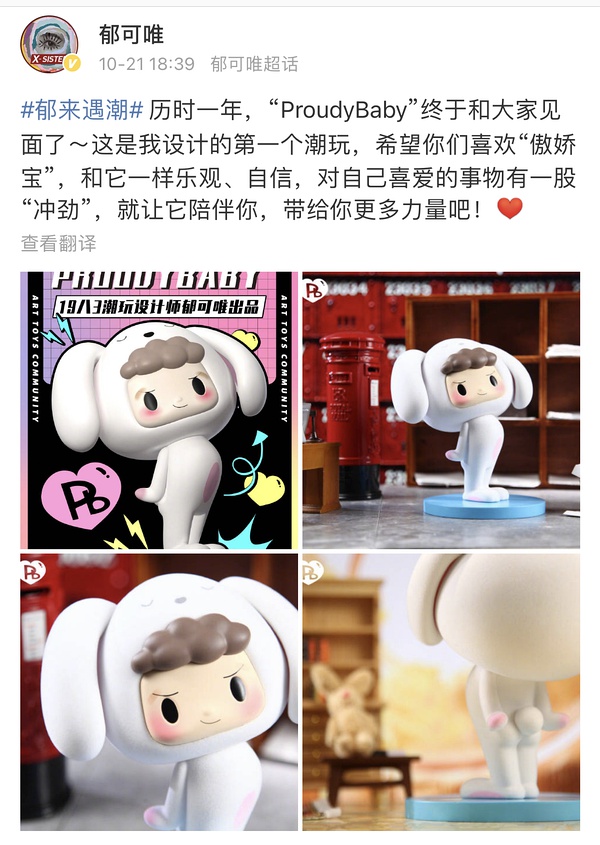 郁可唯
X-SISTE
V
10-21 18:39 郁可唯超话
#郁来遇潮# 历时一年，“ProudyBaby”终于和大家见
面了～这是我设计的第一个潮玩，希望你们喜欢“傲娇
宝”，和它一样乐观、自信，对自己喜爱的事物有一股
“冲劲”，就让它陪伴你，带给你更多力量吧！❤️
查看翻译
PROUDYBABY
19八3潮玩设计师郁可唯出品
ART TOYS COMMUNITY
ART TOYS COMMUNITY
Pb
Pb
Pb
Pb